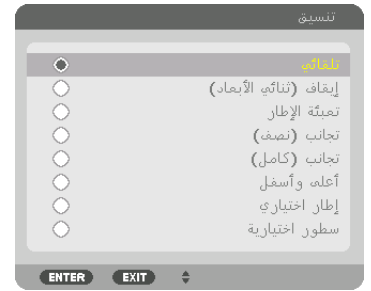 تنسيق
تلقائي
إيقاف (ثنائي الأبعاد)
تعبئة الإطار
تجانب (نصف)
تجانب (كامل)
أعلى وأسفل
إطار اختياري
سطور اختيارية
ENTER EXIT